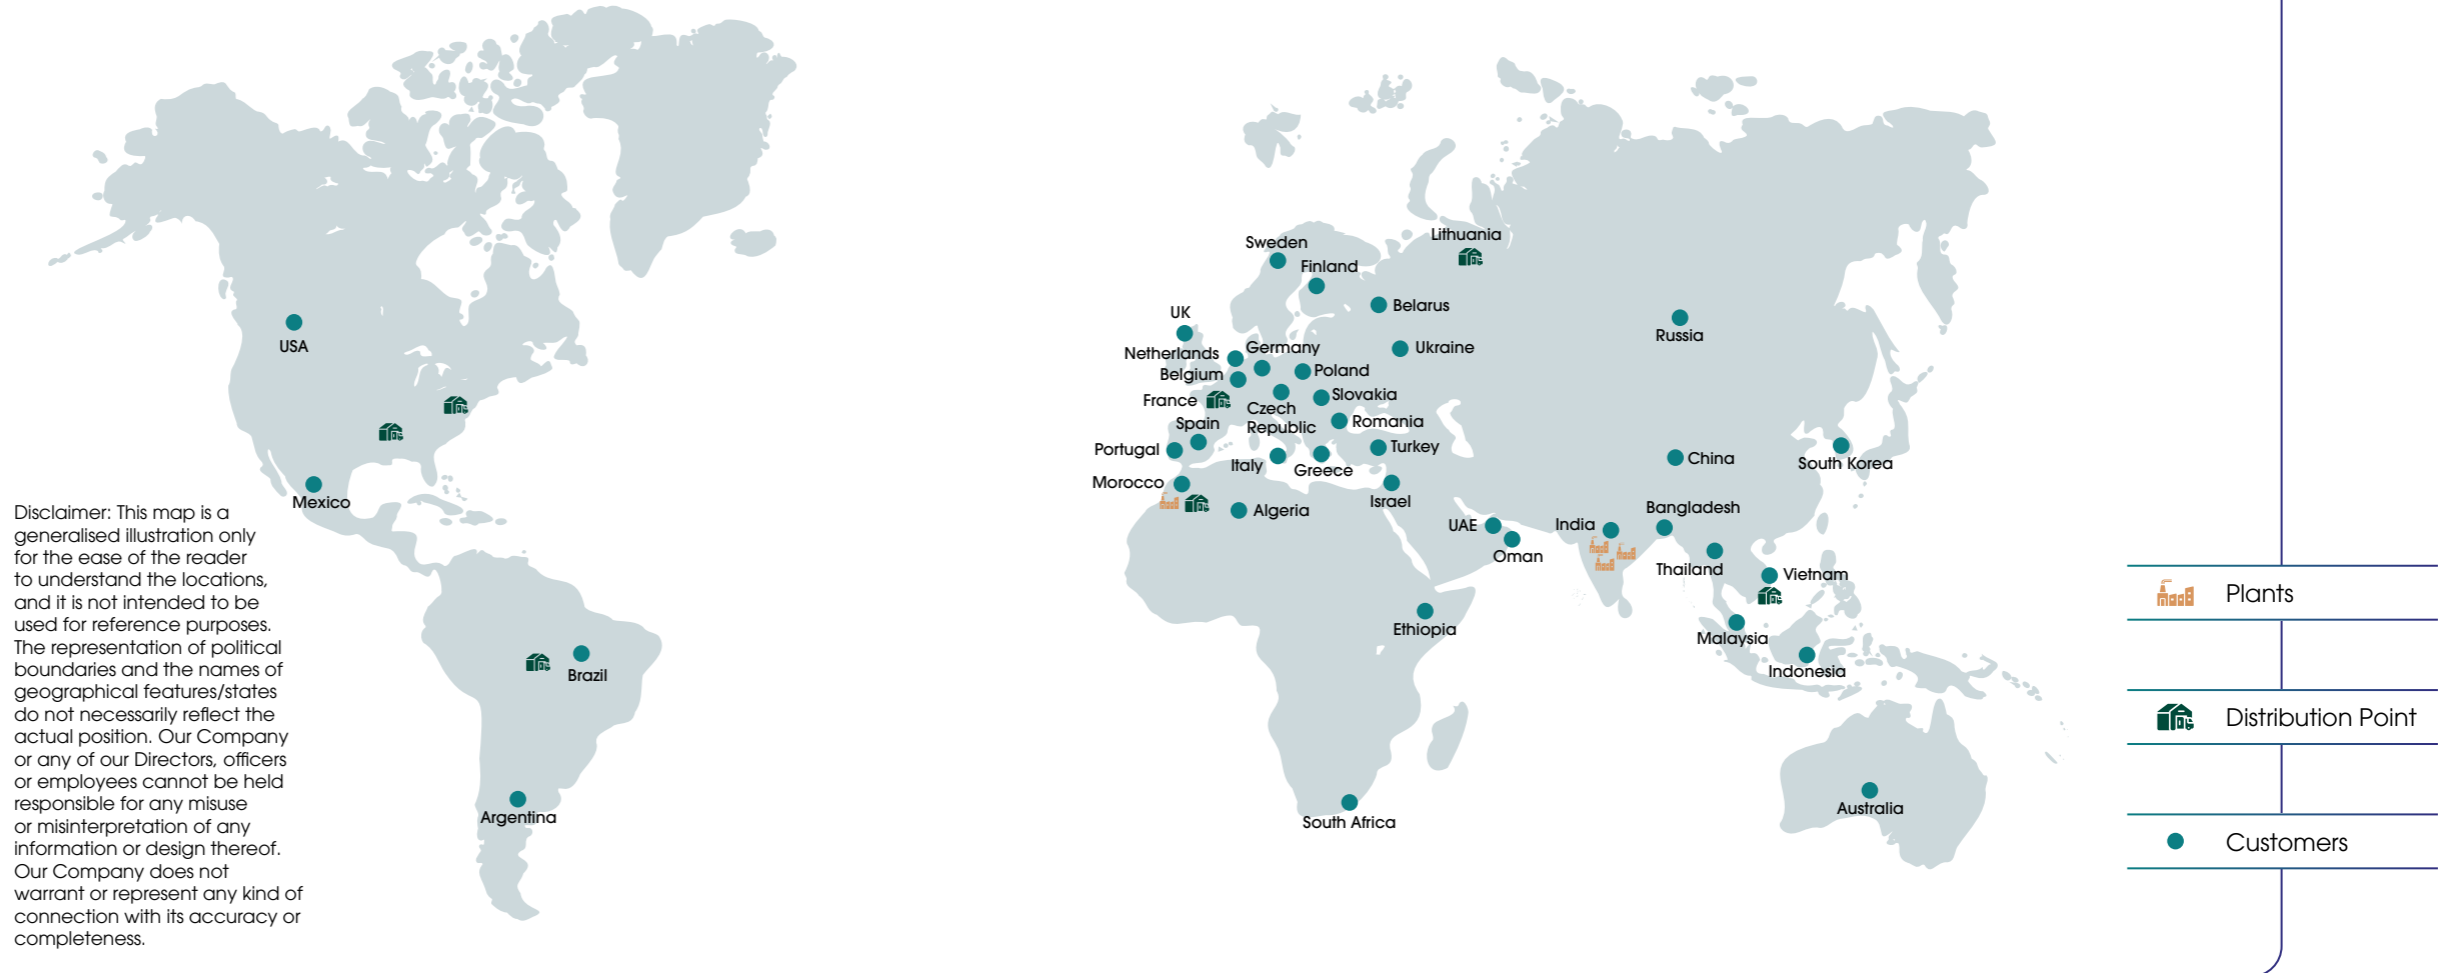 Sweden
Lithuania
Finland
Belarus
UK
USA
Russia
Netherlands
Germany
Ukraine
Belgium
Poland
France
Slovakia
Czech
Republic
Spain
Romania
Portugal
Turkey
Italy
Greece
China
South Korea
Morocco
Mexico
Israel
Algeria
Bangladesh
UAE
India
Oman
Thailand
Vietnam
Ethiopia
Malaysia
Brazil
Indonesia
Argentina
South Africa
Australia
Disclaimer: This map is a
generalised illustration only
for the ease of the reader
to understand the locations,
and it is not intended to be
used for reference purposes.
The representation of political
boundaries and the names of
geographical features/states
do not necessarily reflect the
actual position. Our Company
or any of our Directors, officers
or employees cannot be held
responsible for any misuse
or misinterpretation of any
information or design thereof.
Our Company does not
warrant or represent any kind of
connection with its accuracy or
completeness.
Plants
Distribution Point
Customers